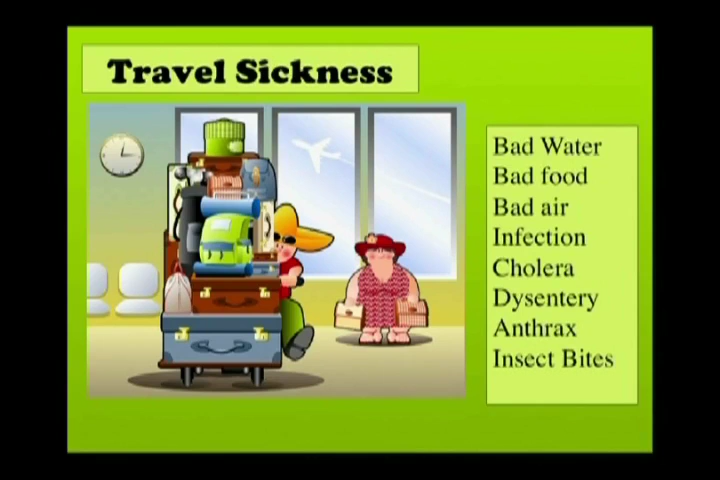 Travel Sickness
Bad Water
Bad food
Bad air
Infection
Cholera
Dysentery
Anthrax
Insect Bites